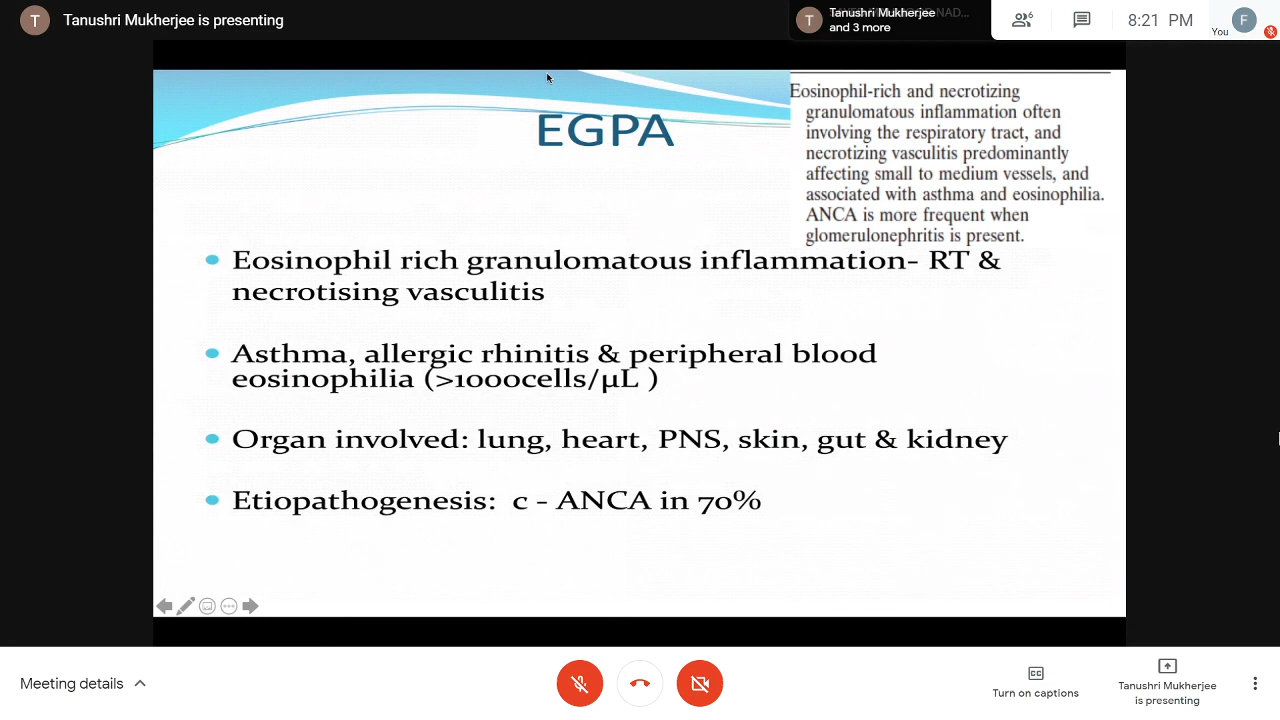 T
Tanushri Mukherjee is presenting
T
Tanushri Mukherjee
and 3 more
NAD...
6
8:21 PM
You
F
EGPA
Eosinophil-rich and necrotizing
granulomatous inflammation often
involving the respiratory tract, and
necrotizing vasculitis predominantly
affecting small to medium vessels, and
associated with asthma and eosinophilia.
ANCA is more frequent when
glomerulonephritis is present.
Eosinophil rich granulomatous inflammation- RT &
necrotising vasculitis
Asthma, allergic rhinitis & peripheral blood
eosinophilia (>1000cells/µL )
Organ involved: lung, heart, PNS, skin, gut & kidney
Etiopathogenesis: c - ANCA in 70%
Meeting details
CC
Turn on captions
Tanushri Mukherjee
is presenting